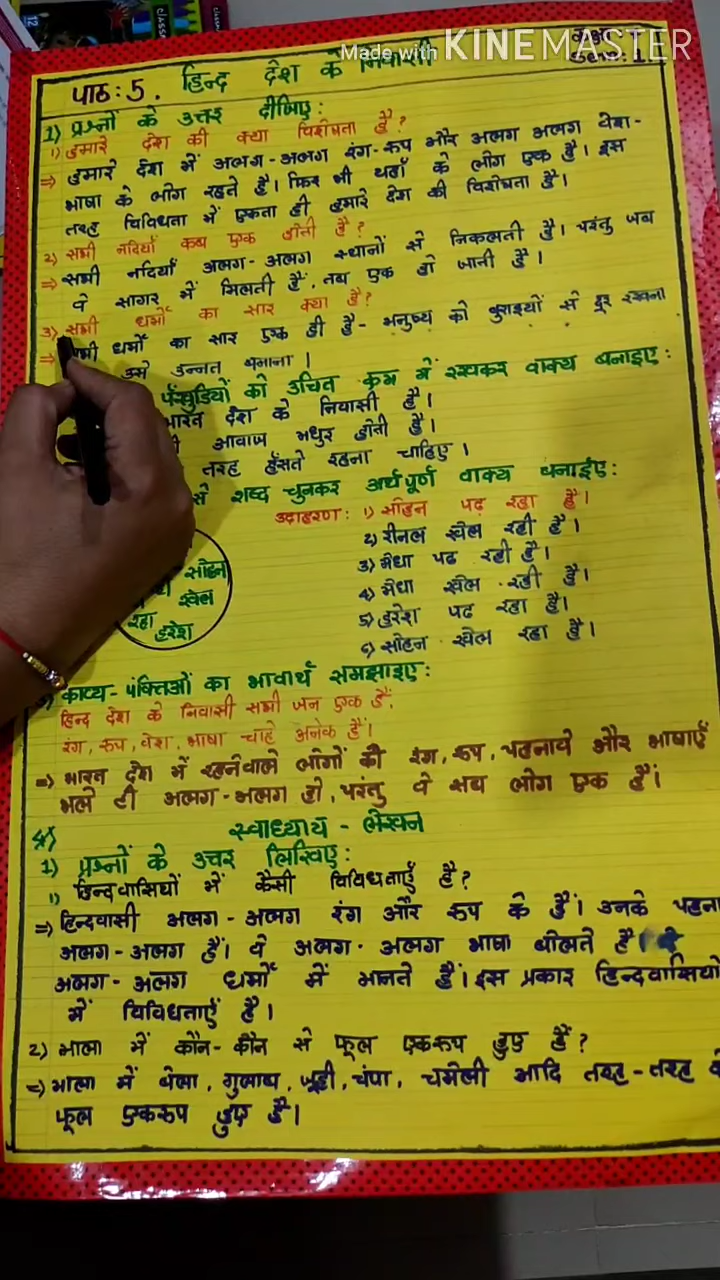 Made with KINEMASTER
पाठ: 5. हिन्द देश के निवासी
1) प्रश्नों के उत्तर दीजिए:
1) हमारे देश की क्या विशेषता है?
⇒ हमारे देश में अलग-अलग रंग-रूप और अलग अलग वेश-
भाषा के लोग रहते है। फिर भी यहाँ के लोग एक है। इस
तरह विविधता में एकता ही हमारे देश की विशेषता है।
2) सभी नदियाँ कब एक होती है?
⇒ सभी नदियाँ अलग-अलग स्थानों से निकलती है। परंतु जब
वे सागर में मिलती हैं, तब एक हो जाती है।
3) सभी धर्मों का सार क्या है?
⇒ धर्मों का सार एक ही है- मनुष्य को बुराइयों से दूर रखना
उसे उन्नत बनाना।
पँखुडियों को उचित क्रम में रखकर वाक्य बनाइए:
भारत देश के निवासी है।
आवाज मधुर होती है।
तरह हँसते रहना चाहिए।
से शब्द चुनकर अर्थपूर्ण वाक्य बनाईए:
उदाहरण: 1) सोहन पढ रहा है।
2) रीनल खेल रही है।
3) मेधा पढ रही है।
4) मेधा खेल रही है।
5) हरेश पढ रहा है।
6) सोहन खेल रहा है।
सोहन
खेल
रहा
हरेश
काव्य-पंक्तिओं का भावार्थ समझाइए:
हिन्द देश के निवासी सभी जन एक हैं,
रंग, रूप, वेश, भाषा चाहे अनेक हैं।
⇒ भारत देश में रहनेवाले लोगों की रंग, रूप, पहनावे और भाषाएँ
भले ही अलग-अलग हो, परंतु वे सब लोग एक हैं।
स्वाध्याय - लेखन
1) प्रश्नों के उत्तर लिखिए:
1) हिन्दवासियों में कैसी विविधताएँ है?
⇒ हिन्दवासी अलग-अलग रंग और रूप के हैं। उनके पहना
अलग-अलग हैं। वे अलग-अलग भाषा बोलते है। वे
अलग-अलग धर्मों में मानते हैं। इस प्रकार हिन्दवासियों
में विविधताएँ है।
2) माला में कौन-कौन से फूल एकरूप हुए हैं?
⇒ माला में बेला, गुलाब, जूही, चंपा, चमेली आदि तरह-तरह के
फूल एकरूप हुए है।